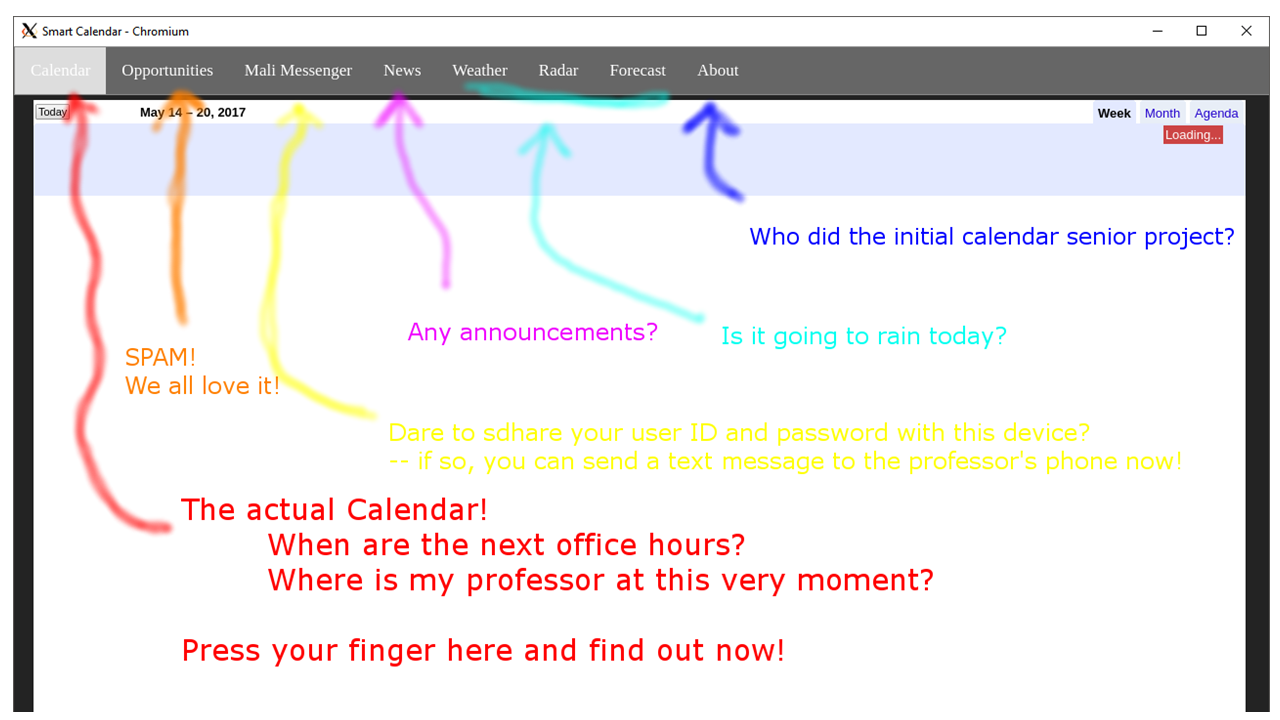 Smart Calendar - Chromium
Calendar Opportunities Mali Messenger News Weather Radar Forecast About
Today May 14 – 20, 2017 Week Month Agenda
Loading...
Who did the initial calendar senior project?
Any announcements?
Is it going to rain today?
SPAM!
We all love it!
Dare to sdhare your user ID and password with this device?
-- if so, you can send a text message to the professor's phone now!
The actual Calendar!
When are the next office hours?
Where is my professor at this very moment?
Press your finger here and find out now!